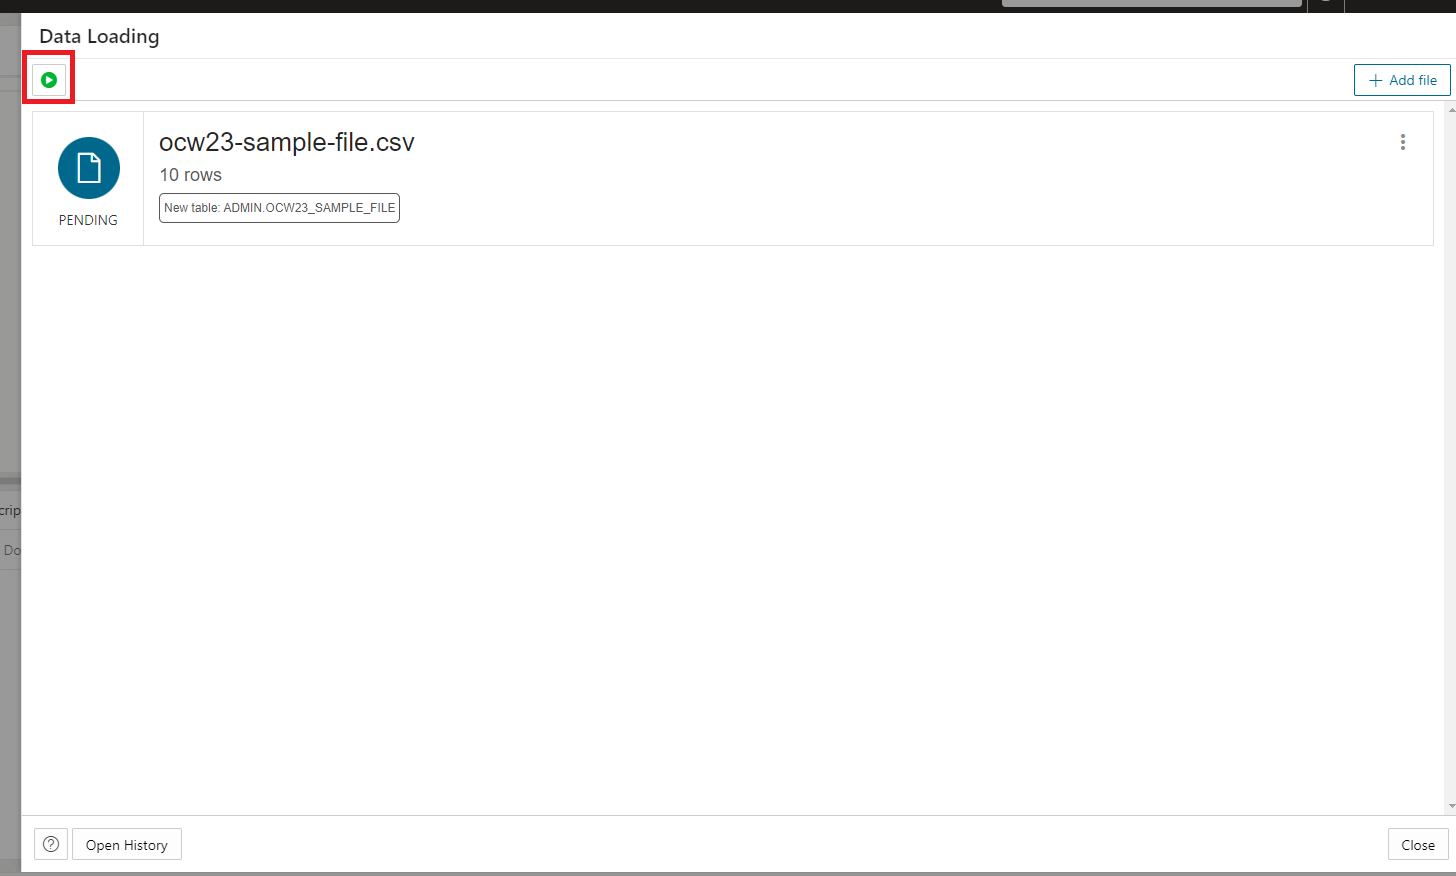 Data Loading
Add file
ocw23-sample-file.csv
10 rows
New table: ADMIN.OCW23_SAMPLE_FILE
PENDING
crip
Do
Open History
Close